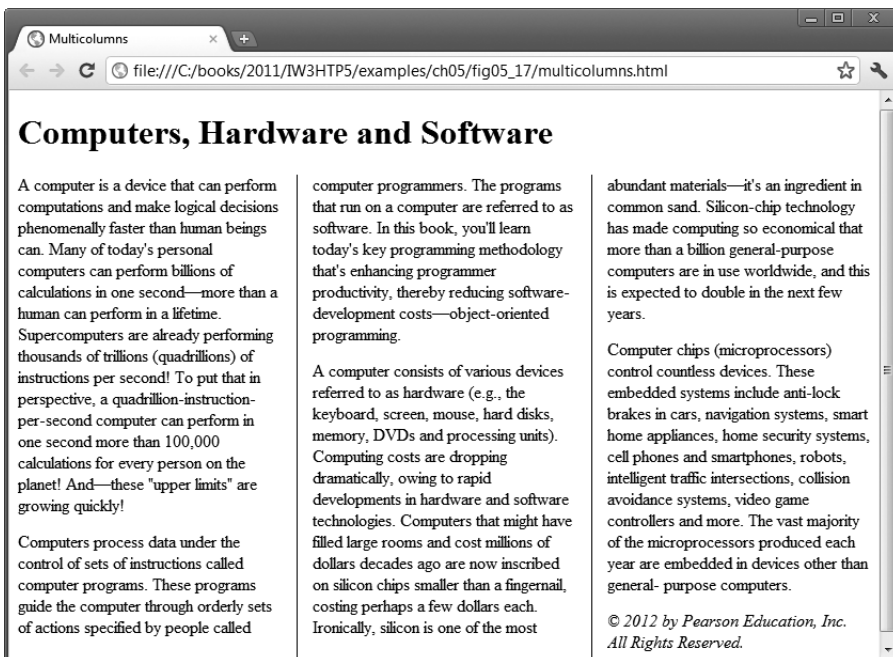 Multicolumns
file:///C:/books/2011/IW3HTP5/examples/ch05/fig05_17/multicolumns.html
Computers, Hardware and Software
A computer is a device that can perform
computations and make logical decisions
phenomenally faster than human beings
can. Many of today's personal
computers can perform billions of
calculations in one second—more than a
human can perform in a lifetime.
Supercomputers are already performing
thousands of trillions (quadrillions) of
instructions per second! To put that in
perspective, a quadrillion-instruction-
per-second computer can perform in
one second more than 100,000
calculations for every person on the
planet! And—these "upper limits" are
growing quickly!
Computers process data under the
control of sets of instructions called
computer programs. These programs
guide the computer through orderly sets
of actions specified by people called
computer programmers. The programs
that run on a computer are referred to as
software. In this book, you'll learn
today's key programming methodology
that's enhancing programmer
productivity, thereby reducing software-
development costs—object-oriented
programming.
A computer consists of various devices
referred to as hardware (e.g., the
keyboard, screen, mouse, hard disks,
memory, DVDs and processing units).
Computing costs are dropping
dramatically, owing to rapid
developments in hardware and software
technologies. Computers that might have
filled large rooms and cost millions of
dollars decades ago are now inscribed
on silicon chips smaller than a fingernail,
costing perhaps a few dollars each.
Ironically, silicon is one of the most
abundant materials—it's an ingredient in
common sand. Silicon-chip technology
has made computing so economical that
more than a billion general-purpose
computers are in use worldwide, and this
is expected to double in the next few
years.
Computer chips (microprocessors)
control countless devices. These
embedded systems include anti-lock
brakes in cars, navigation systems, smart
home appliances, home security systems,
cell phones and smartphones, robots,
intelligent traffic intersections, collision
avoidance systems, video game
controllers and more. The vast majority
of the microprocessors produced each
year are embedded in devices other than
general- purpose computers.
© 2012 by Pearson Education, Inc.
All Rights Reserved.